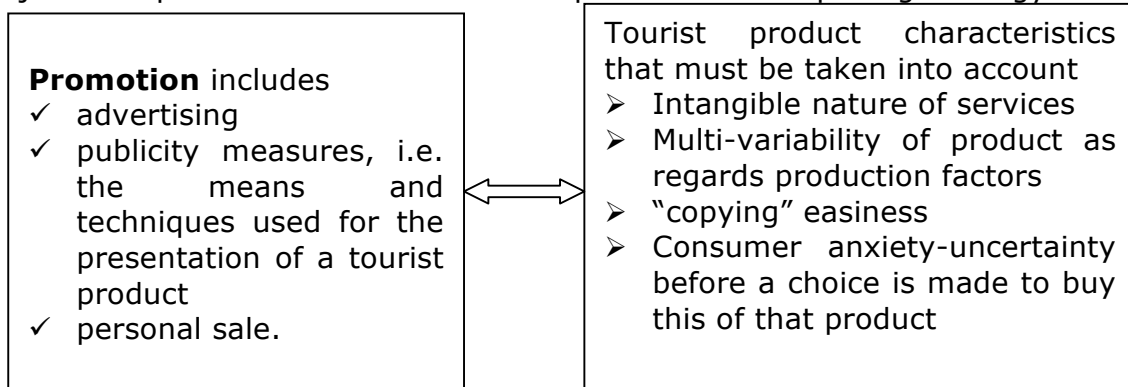 Promotion includes
✓ advertising
✓ publicity measures, i.e.
the means and
techniques used for the
presentation of a tourist
product
✓ personal sale.
Tourist product characteristics
that must be taken into account
➢ Intangible nature of services
➢ Multi-variability of product as
regards production factors
➢ “copying” easiness
➢ Consumer anxiety-uncertainty
before a choice is made to buy
this of that product